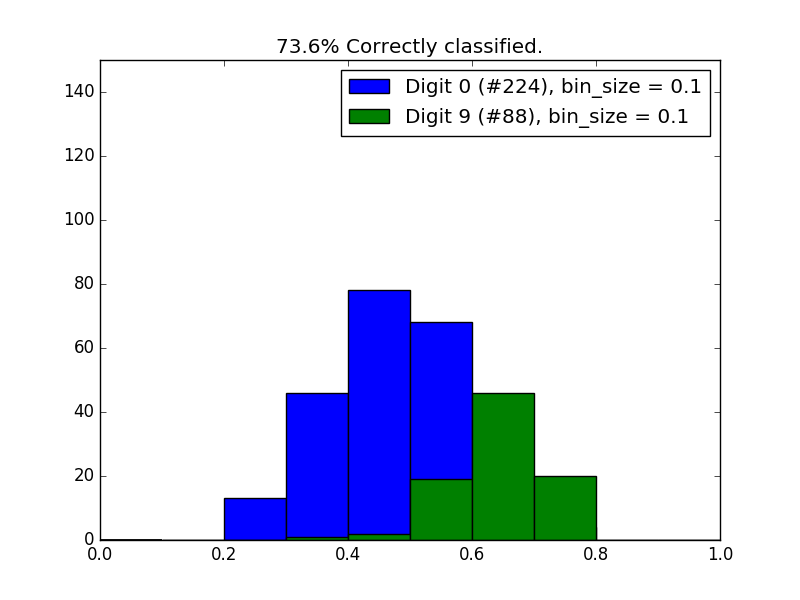 73.6% Correctly classified.
Digit 0 (#224), bin_size = 0.1
Digit 9 (#88), bin_size = 0.1
140
120
100
80
60
40
20
0
0.0 0.2 0.4 0.6 0.8 1.0